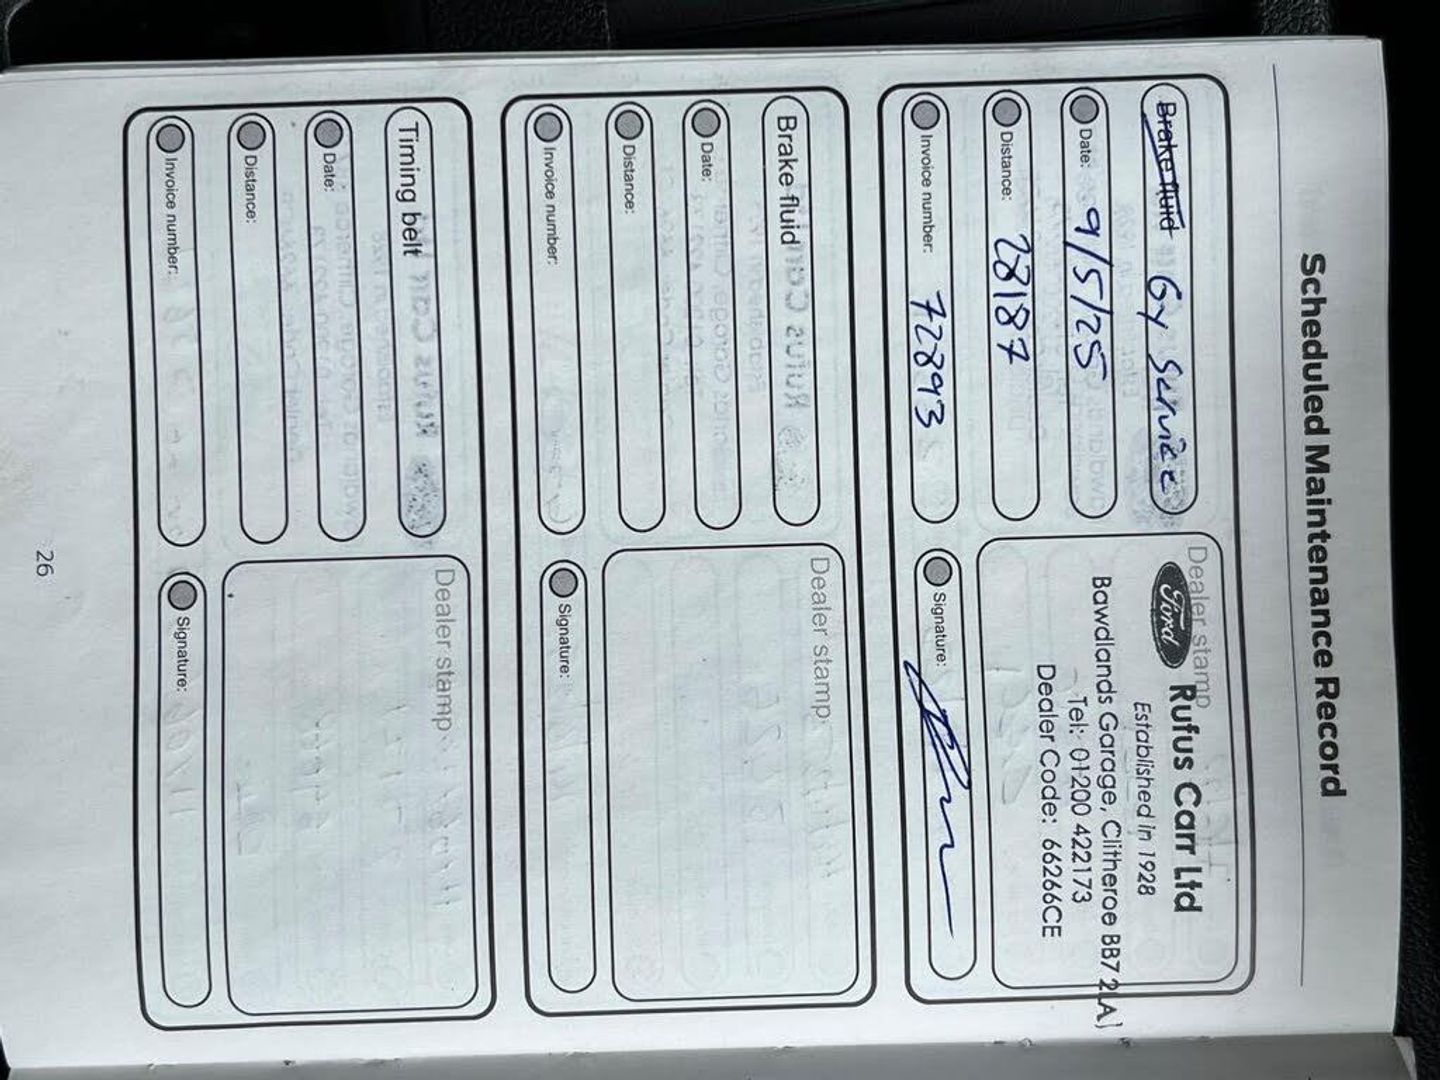 Scheduled Maintenance Record
Brake fluid 6y Service
Date: 9/5/25
Distance: 28187
Invoice number: 72893
Dealer stamp
Ford Rufus Carr Ltd
Established in 1928
Bawdlands Garage, Clitheroe BB7 2LA
Tel: 01200 422173
Dealer Code: 66266CE
Signature:
Brake fluid
Date:
Distance:
Invoice number:
Dealer stamp
Signature:
Timing belt
Date:
Distance:
Invoice number:
Dealer stamp
Signature:
26